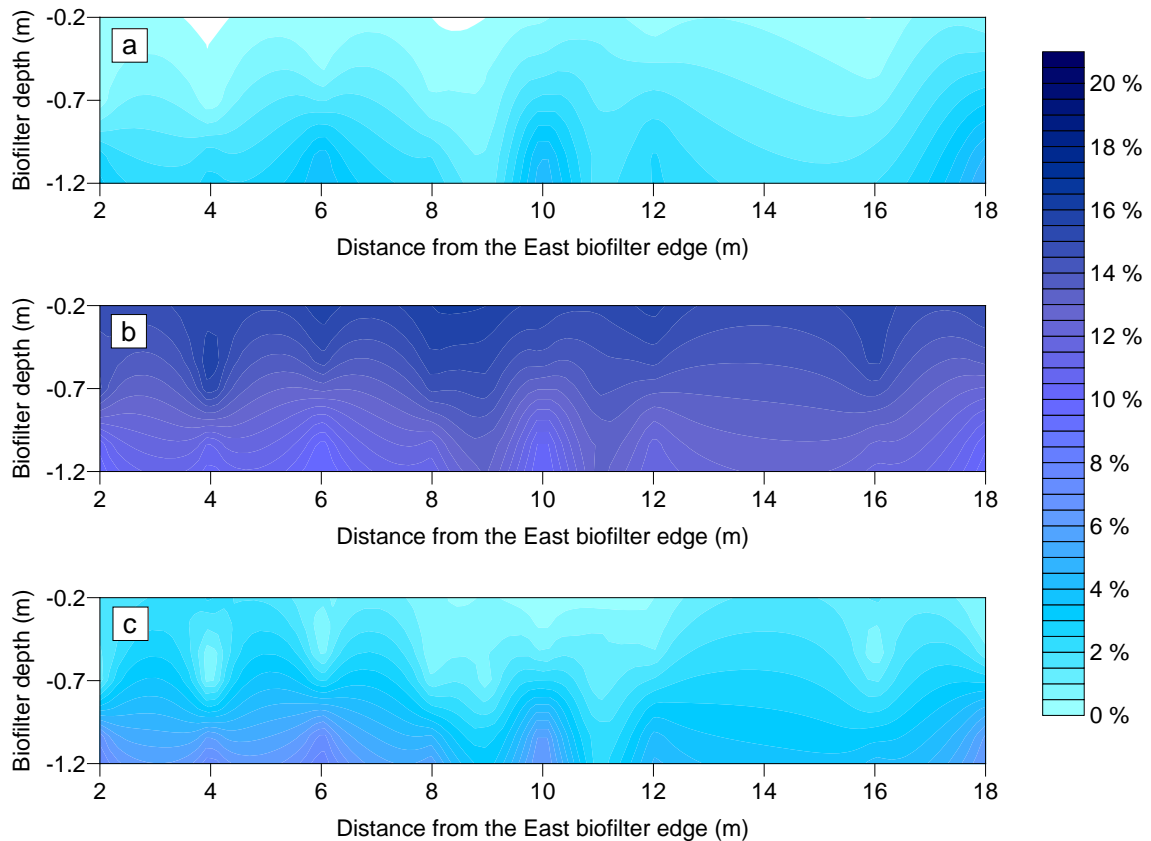 a
Biofilter depth (m)
-0.2
-0.7
-1.2
2 4 6 8 10 12 14 16 18
Distance from the East biofilter edge (m)
b
Biofilter depth (m)
-0.2
-0.7
-1.2
2 4 6 8 10 12 14 16 18
Distance from the East biofilter edge (m)
c
Biofilter depth (m)
-0.2
-0.7
-1.2
2 4 6 8 10 12 14 16 18
Distance from the East biofilter edge (m)
20 %
18 %
16 %
14 %
12 %
10 %
8 %
6 %
4 %
2 %
0 %